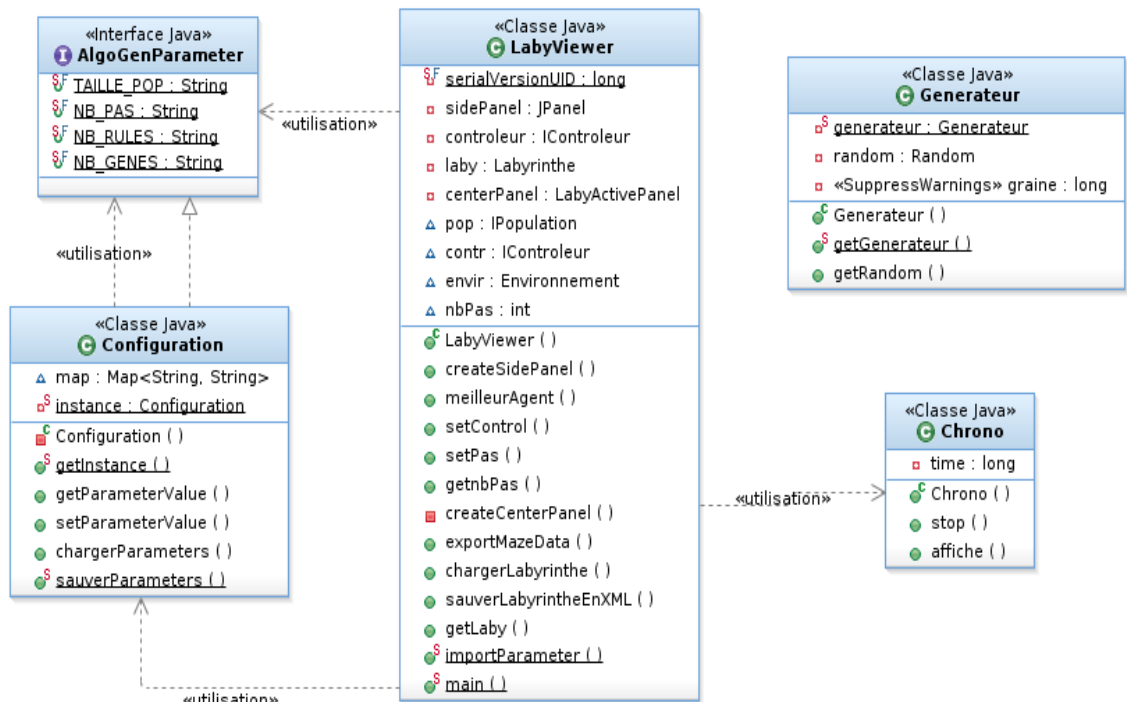 «Interface Java»
AlgoGenParameter
TAILLE_POP : String
NB_PAS : String
NB_RULES : String
NB_GENES : String
«utilisation»
«utilisation»
«Classe Java»
Configuration
map : Map<String, String>
instance : Configuration
Configuration ( )
getInstance ( )
getParameterValue ( )
setParameterValue ( )
chargerParameters ( )
sauverParameters ( )
«utilisation»
«Classe Java»
LabyViewer
serialVersionUID : long
sidePanel : JPanel
controleur : IControleur
laby : Labyrinthe
centerPanel : LabyActivePanel
pop : IPopulation
contr : IControleur
envir : Environnement
nbPas : int
LabyViewer ( )
createSidePanel ( )
meilleurAgent ( )
setControl ( )
setPas ( )
getnbPas ( )
createCenterPanel ( )
exportMazeData ( )
chargerLabyrinthe ( )
sauverLabyrintheEnXML ( )
getLaby ( )
importParameter ( )
main ( )
«utilisation»
«Classe Java»
Generateur
generateur : Generateur
random : Random
«SuppressWarnings» graine : long
Generateur ( )
getGenerateur ( )
getRandom ( )
«Classe Java»
Chrono
time : long
Chrono ( )
stop ( )
affiche ( )